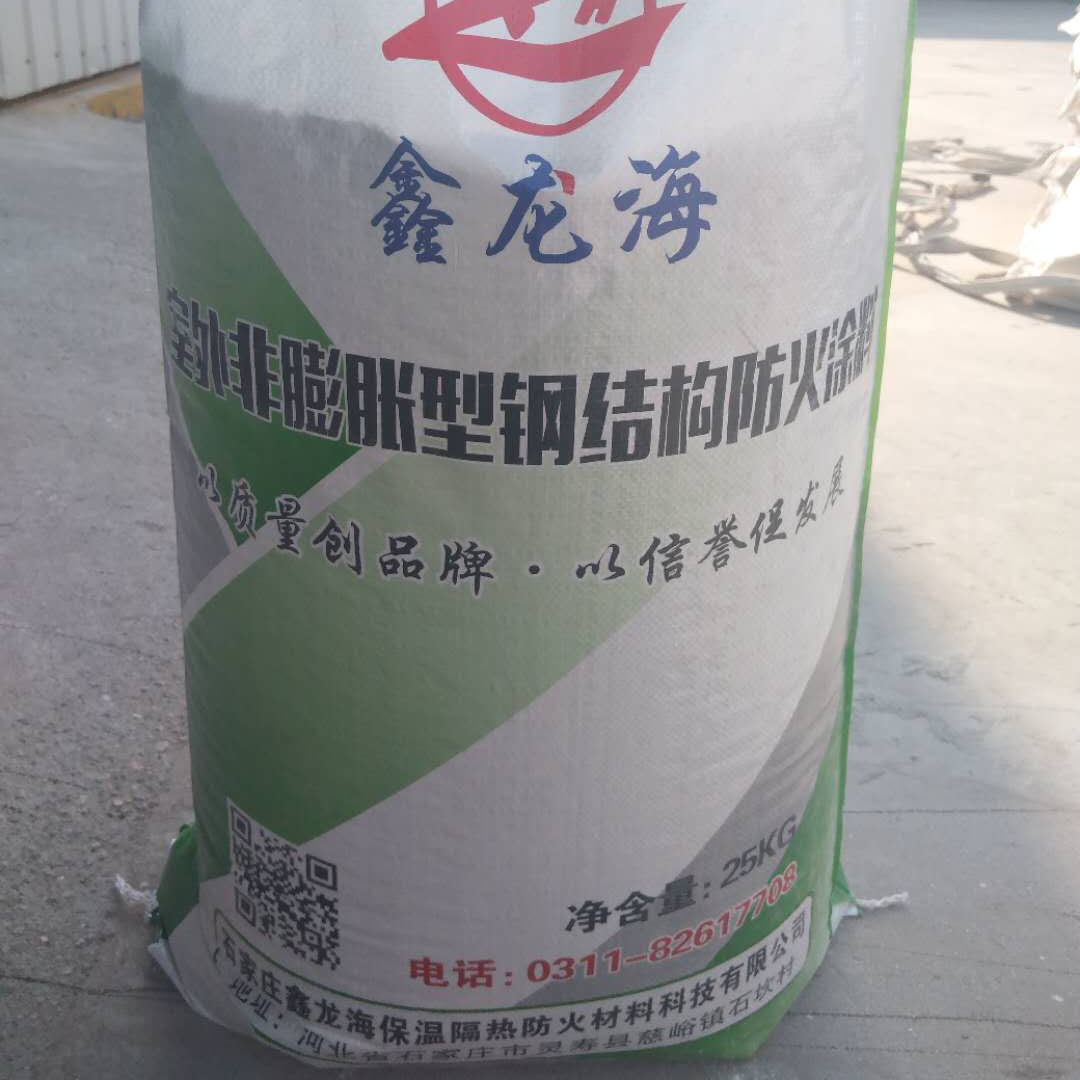 鑫龙海
室外非膨胀型钢结构防火涂料
以质量创品牌·以信誉促发展
净含量：25KG
电话：0311-82617708
石家庄鑫龙海保温隔热防火材料科技有限公司
地址：河北省石家庄市灵寿县慈峪镇石坎村